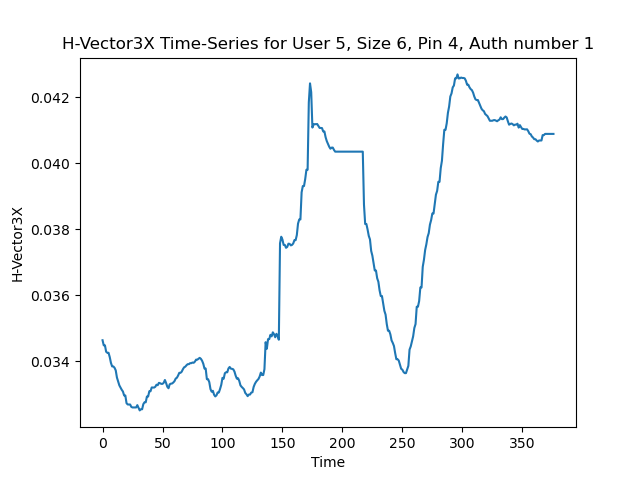 H-Vector3X Time-Series for User 5, Size 6, Pin 4, Auth number 1
H-Vector3X
0.042
0.040
0.038
0.036
0.034
0 50 100 150 200 250 300 350
Time